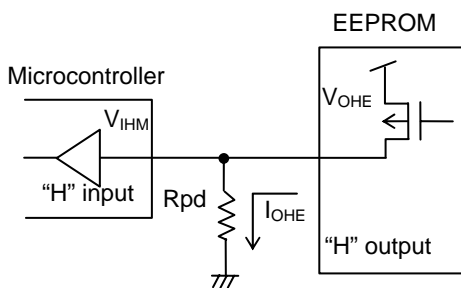 EEPROM
Microcontroller
VOHE
VIHM
“H” input
Rpd
IOHE
“H” output